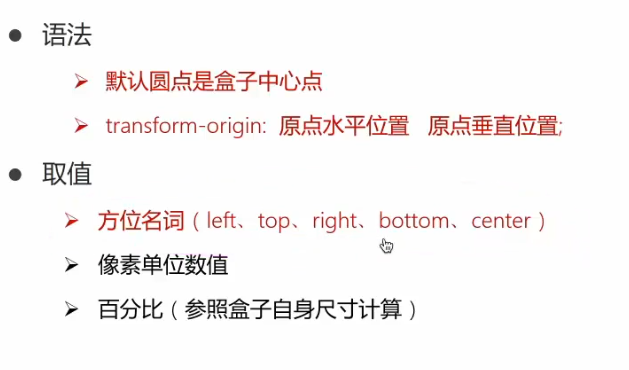 语法
默认圆点是盒子中心点
transform-origin: 原点水平位置 原点垂直位置;
取值
方位名词（left、top、right、bottom、center）
像素单位数值
百分比（参照盒子自身尺寸计算）